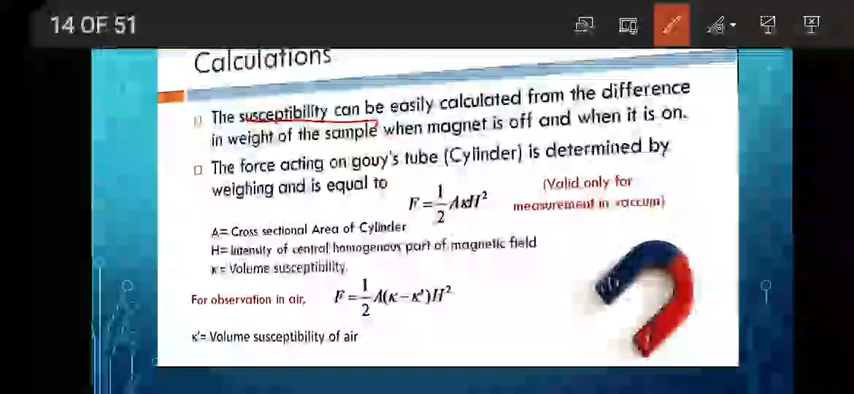 14 OF 51
Calculations
The susceptibility can be easily calculated from the difference
in weight of the sample when magnet is off and when it is on.
The force acting on gouy's tube (Cylinder) is determined by
weighing and is equal to
F = 1/2 AκH²
(Valid only for
measurement in vaccum)
A= Cross sectional Area of Cylinder
H= Intensity of central homogenous part of magnetic field
κ = Volume susceptibility,
For observation in air, F = 1/2 A(κ − κ')H²
κ'= Volume susceptibility of air